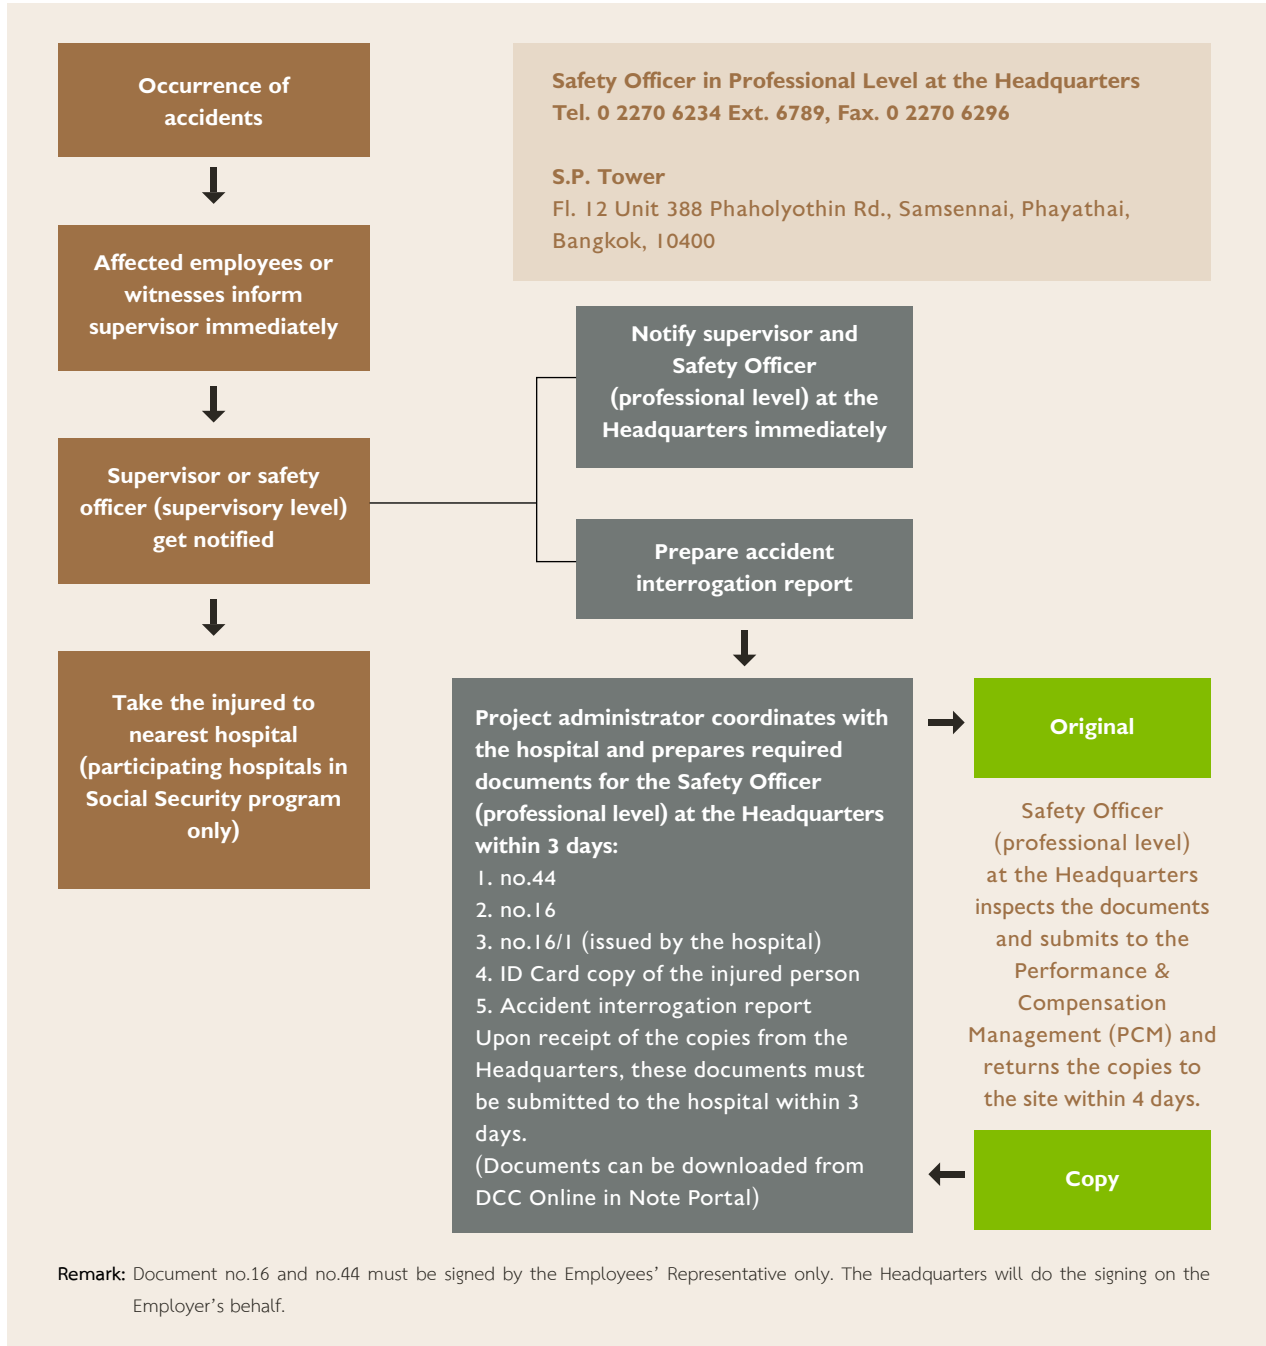 Occurrence of
accidents
Safety Officer in Professional Level at the Headquarters
Tel. 0 2270 6234 Ext. 6789, Fax. 0 2270 6296
S.P. Tower
Fl. 12 Unit 388 Phaholyothin Rd., Samsennai, Phayathai,
Bangkok, 10400
Affected employees or
witnesses inform
supervisor immediately
Notify supervisor and
Safety Officer
(professional level) at the
Headquarters immediately
Supervisor or safety
officer (supervisory level)
get notified
Prepare accident
interrogation report
Take the injured to
nearest hospital
(participating hospitals in
Social Security program
only)
Project administrator coordinates with
the hospital and prepares required
documents for the Safety Officer
(professional level) at the Headquarters
within 3 days:
1. no.44
2. no.16
3. no.16/1 (issued by the hospital)
4. ID Card copy of the injured person
5. Accident interrogation report
Upon receipt of the copies from the
Headquarters, these documents must
be submitted to the hospital within 3
days.
(Documents can be downloaded from
DCC Online in Note Portal)
Original
Safety Officer
(professional level)
at the Headquarters
inspects the documents
and submits to the
Performance &
Compensation
Management (PCM) and
returns the copies to
the site within 4 days.
Copy
Remark: Document no.16 and no.44 must be signed by the Employees' Representative only. The Headquarters will do the signing on the
Employer's behalf.